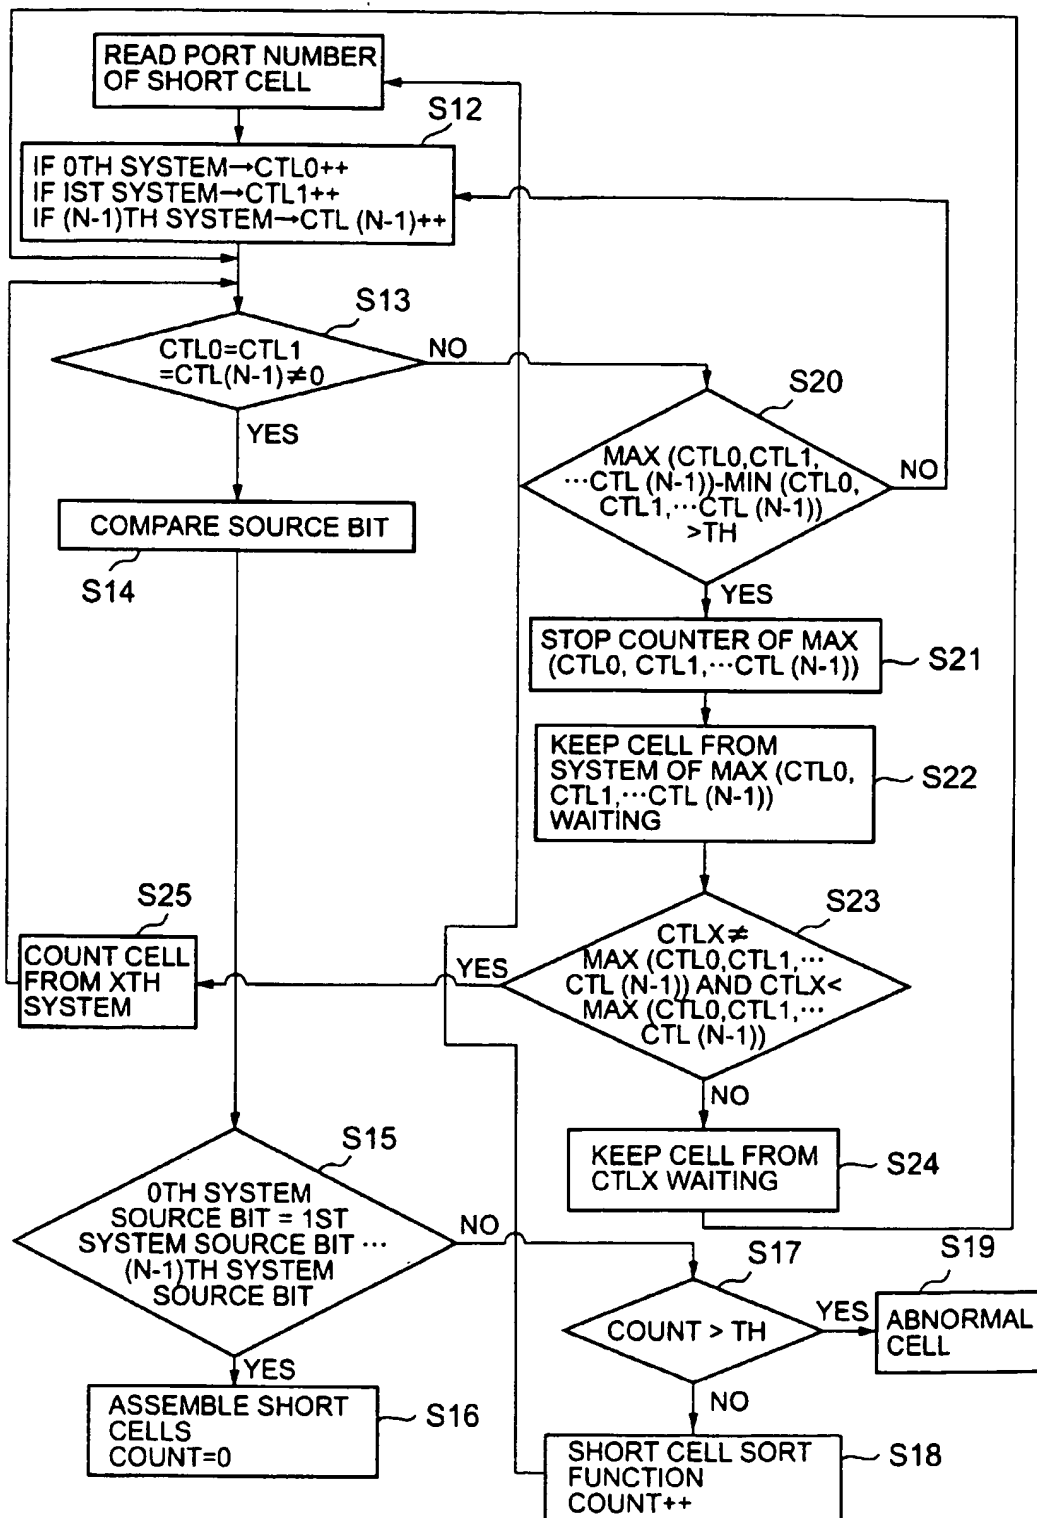 READ PORT NUMBER
OF SHORT CELL
S12
IF 0TH SYSTEM→CTL0++
IF IST SYSTEM→CTL1++
IF (N-1)TH SYSTEM→CTL (N-1)++
S13
CTL0=CTL1
=CTL(N-1)≠0
NO
YES
S20
MAX (CTL0,CTL1,
···CTL (N-1))-MIN (CTL0,
CTL1,···CTL (N-1))
>TH
NO
YES
COMPARE SOURCE BIT
S14
STOP COUNTER OF MAX
(CTL0, CTL1,···CTL (N-1))
S21
KEEP CELL FROM
SYSTEM OF MAX (CTL0,
CTL1,···CTL (N-1))
WAITING
S22
S23
CTLX≠
MAX (CTL0,CTL1,···
CTL (N-1)) AND CTLX<
MAX (CTL0,CTL1,···
CTL (N-1))
YES
NO
S25
COUNT CELL
FROM XTH
SYSTEM
KEEP CELL FROM
CTLX WAITING
S24
S15
0TH SYSTEM
SOURCE BIT = 1ST
SYSTEM SOURCE BIT ···
(N-1)TH SYSTEM
SOURCE BIT
NO
YES
S17
COUNT > TH
YES
NO
S19
ABNORMAL
CELL
ASSEMBLE SHORT
CELLS
COUNT=0
S16
SHORT CELL SORT
FUNCTION
COUNT++
S18